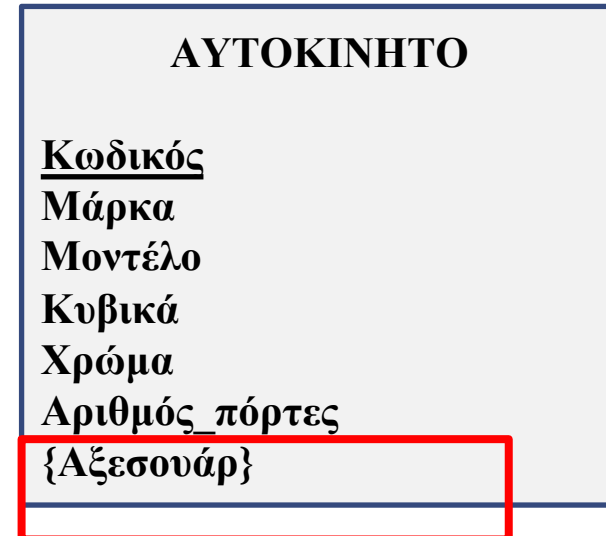 ΑΥΤΟΚΙΝΗΤΟ
Κωδικός
Μάρκα
Μοντέλο
Κυβικά
Χρώμα
Αριθμός_πόρτες
{Αξεσουάρ}